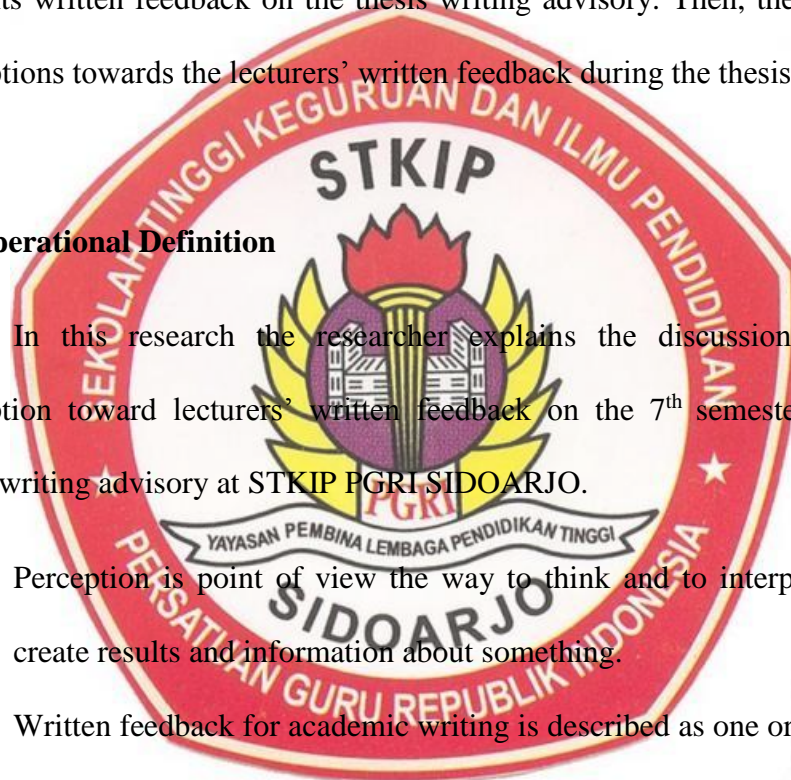 ts written feedback on the thesis writing advisory. Then, the
ptions towards the lecturers' written feedback during the thesis
perational Definition
In this research the researcher explains the discussion
ption toward lecturers' written feedback on the 7th semeste
writing advisory at STKIP PGRI SIDOARJO.
Perception is point of view the way to think and to interp
create results and information about something.
Written feedback for academic writing is described as one or
SEKOLAH TINGGI KEGURUAN DAN ILMU PENDIDIKAN
STKIP
PGRI
YAYASAN PEMBINA LEMBAGA PENDIDIKAN TINGGI
SIDOARJO
PERSATUAN GURU REPUBLIK INDONESIA